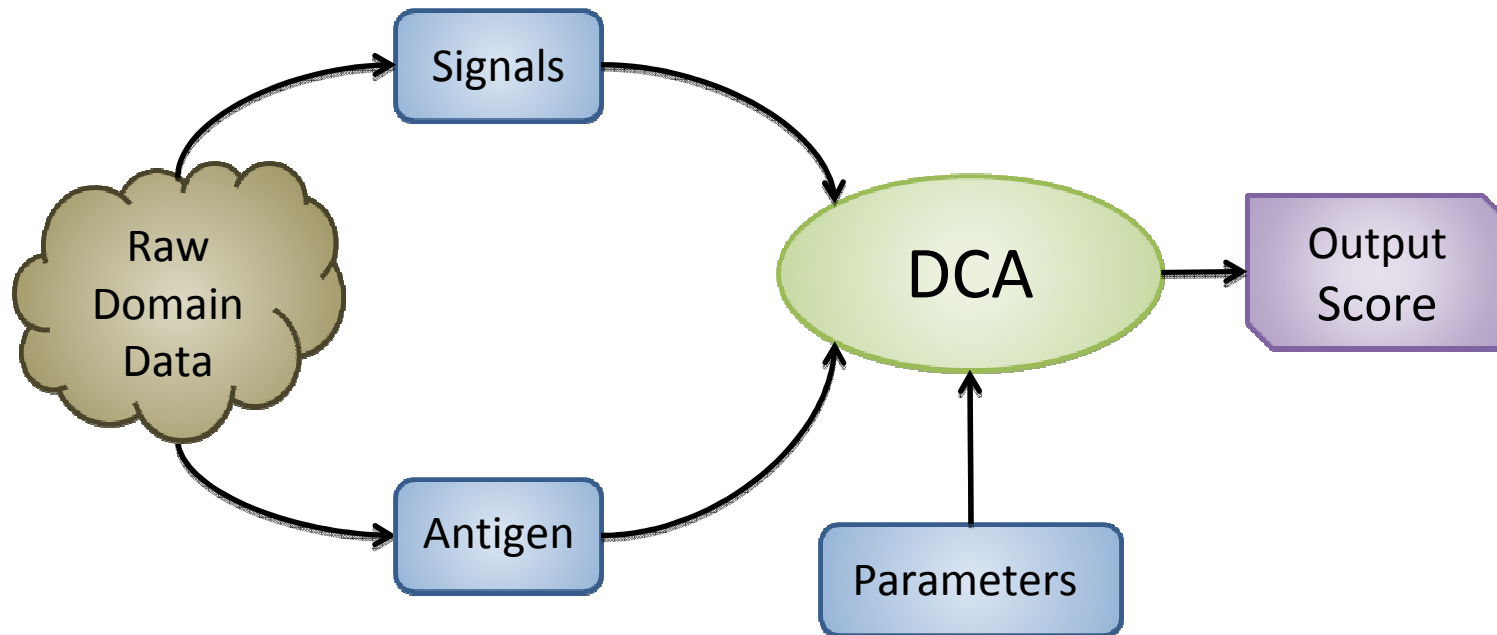 Signals
Raw
Domain
Data
DCA
Output
Score
Antigen
Parameters